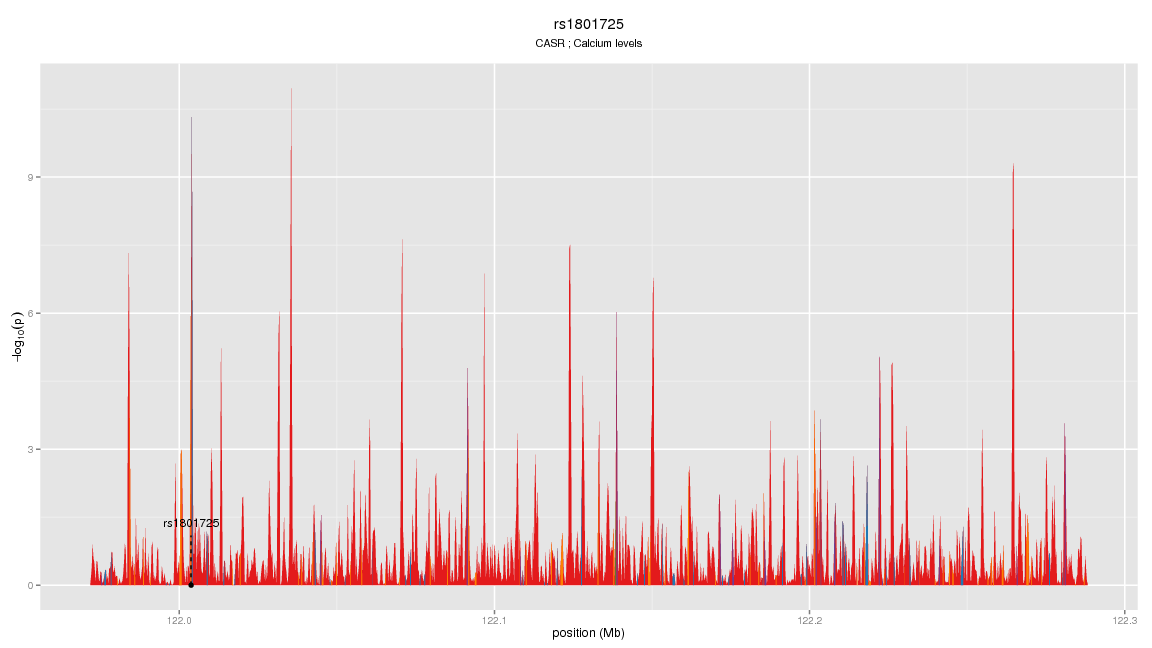 rs1801725
CASR ; Calcium levels
−log10(p)
9
6
3
0
rs1801725
122.0 122.1 122.2 122.3
position (Mb)